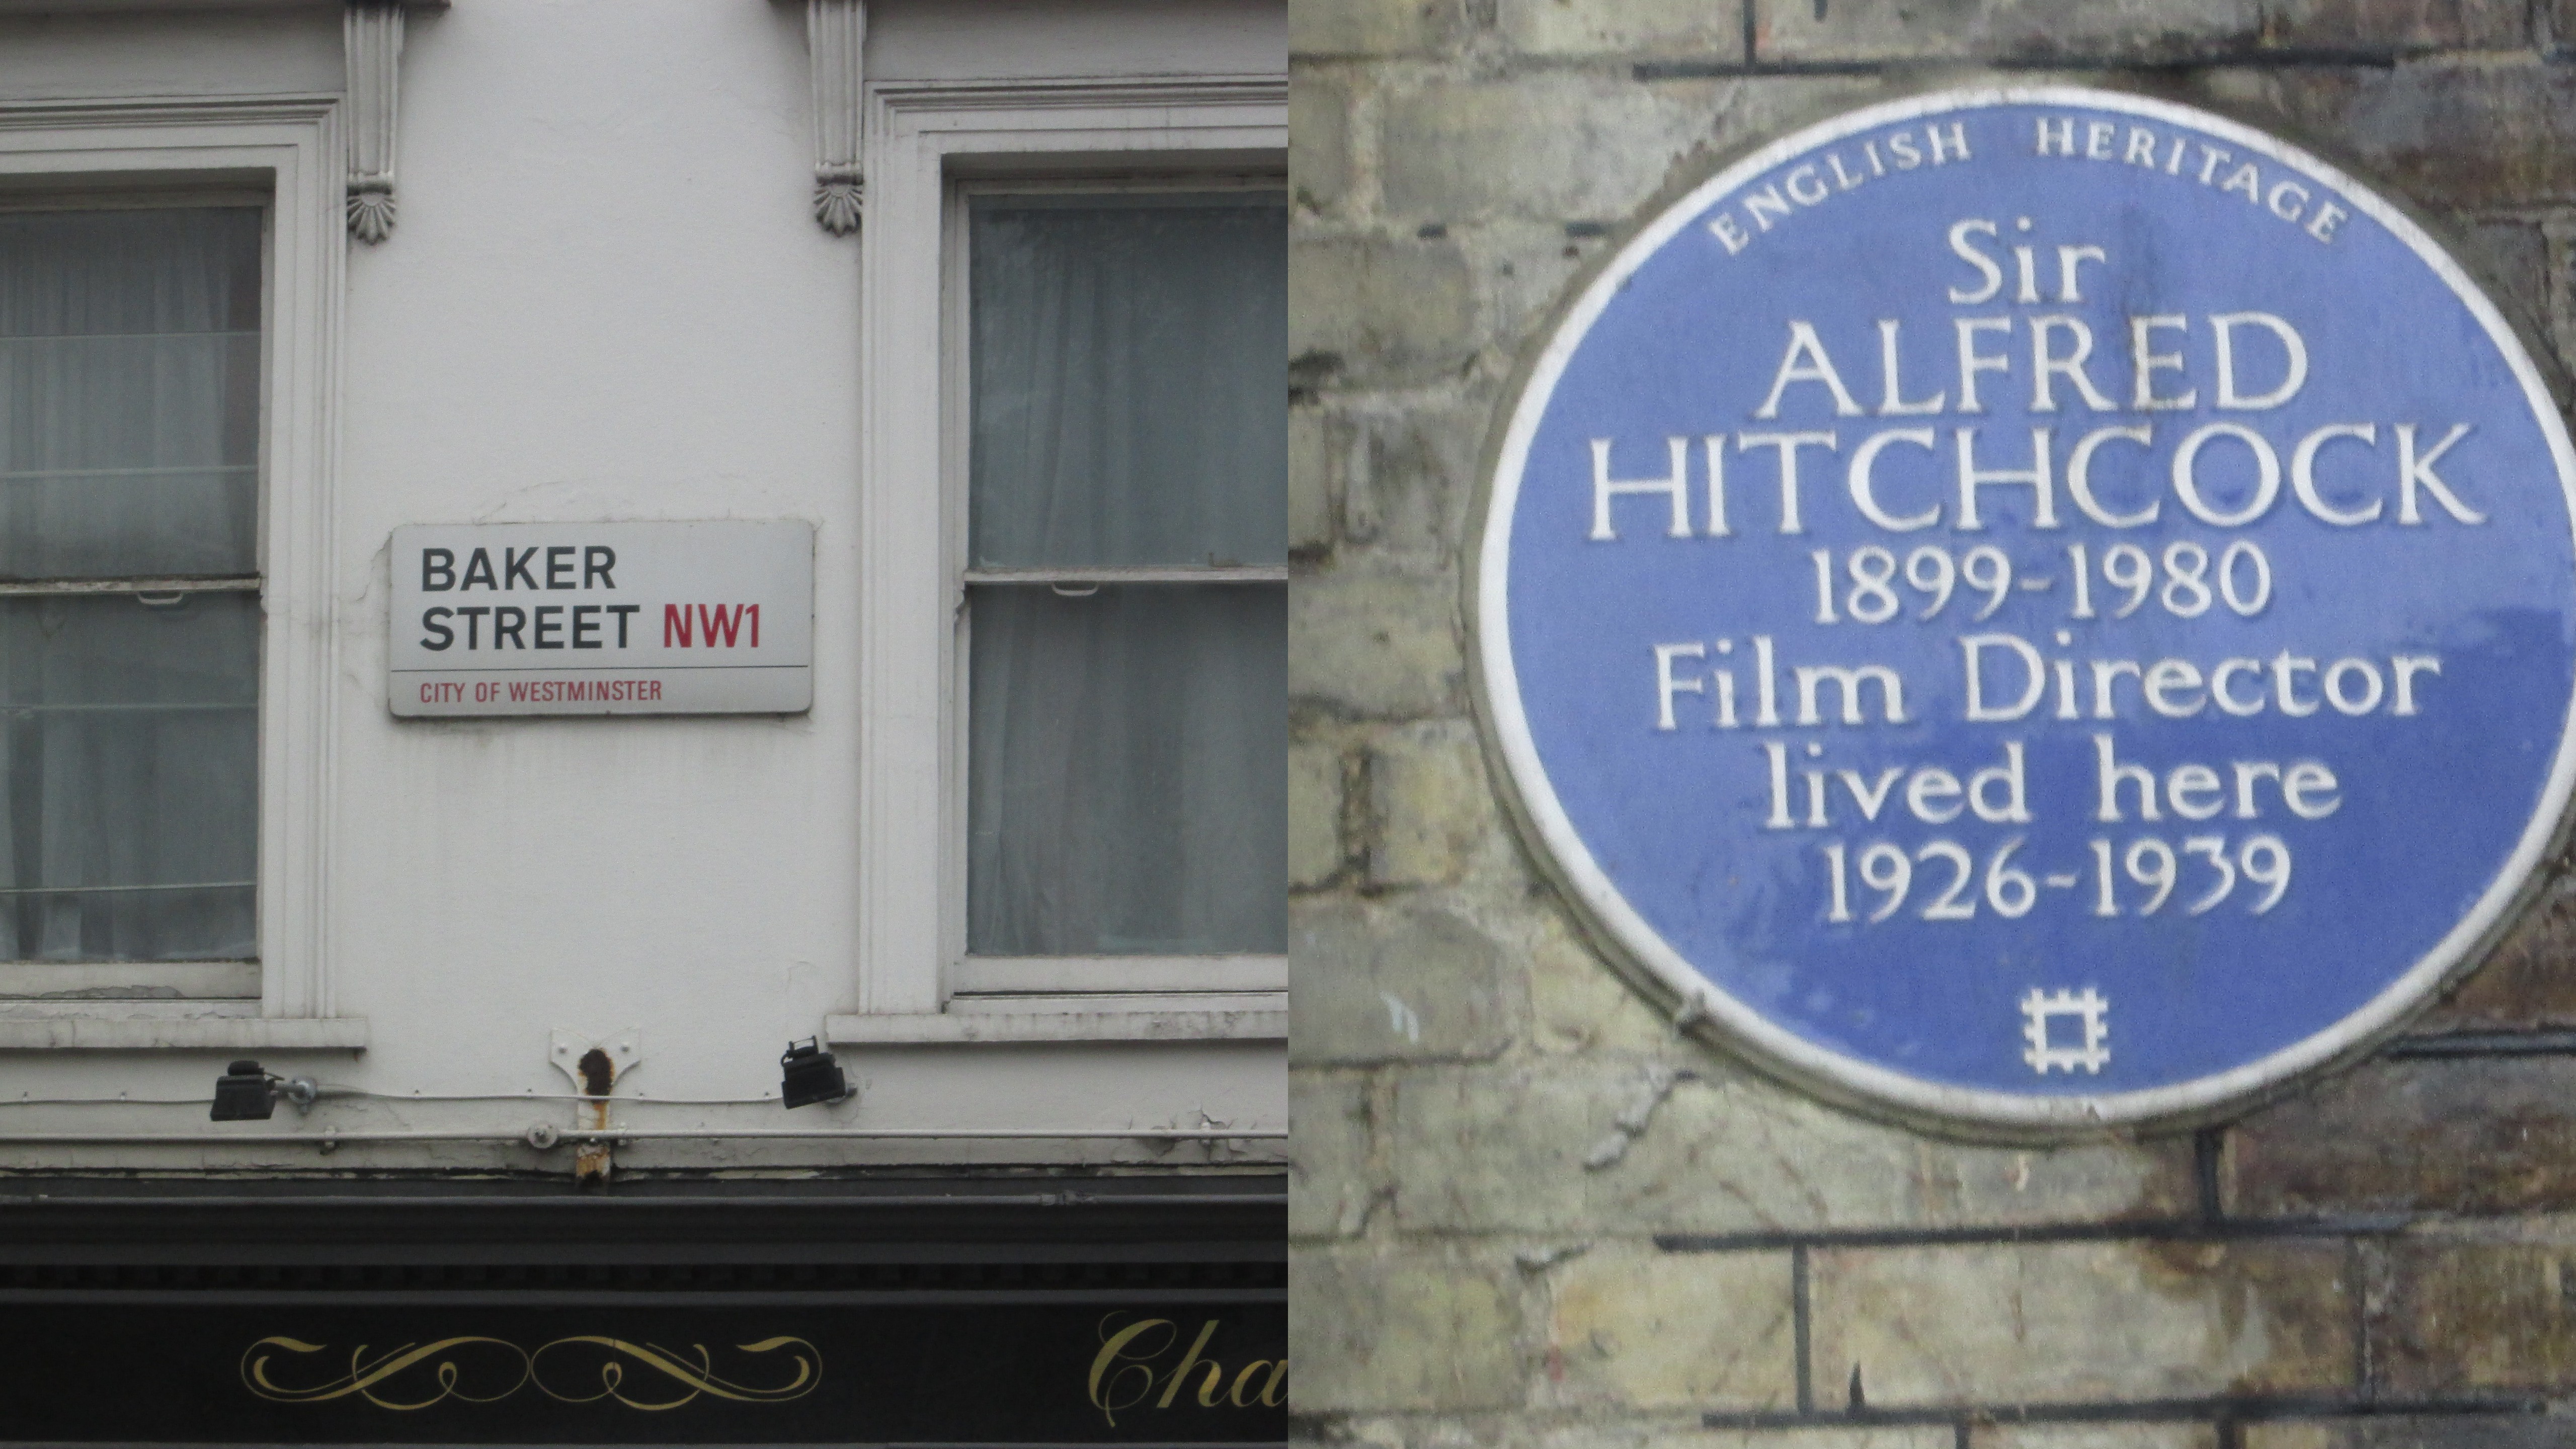 BAKER
STREET NW1
CITY OF WESTMINSTER
Cha
ENGLISH HERITAGE
Sir
ALFRED
HITCHCOCK
1899-1980
Film Director
lived here
1926-1939